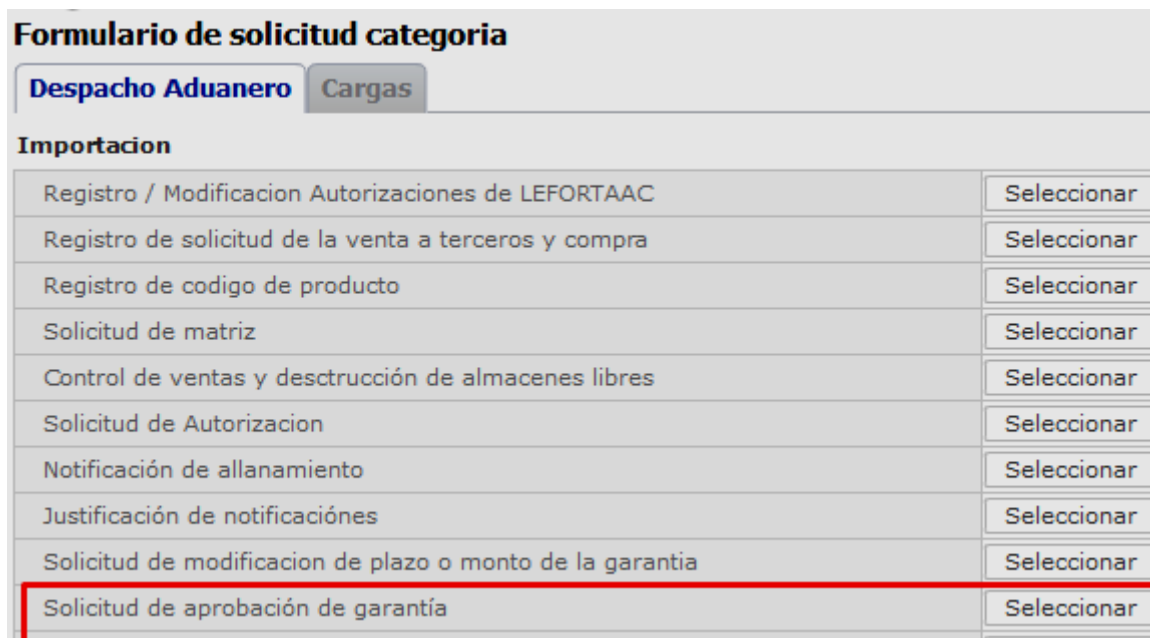 Formulario de solicitud categoria
Despacho Aduanero Cargas
Importacion
Registro / Modificacion Autorizaciones de LEFORTAAC Seleccionar
Registro de solicitud de la venta a terceros y compra Seleccionar
Registro de codigo de producto Seleccionar
Solicitud de matriz Seleccionar
Control de ventas y desctrucción de almacenes libres Seleccionar
Solicitud de Autorizacion Seleccionar
Notificación de allanamiento Seleccionar
Justificación de notificaciónes Seleccionar
Solicitud de modificacion de plazo o monto de la garantia Seleccionar
Solicitud de aprobación de garantía Seleccionar